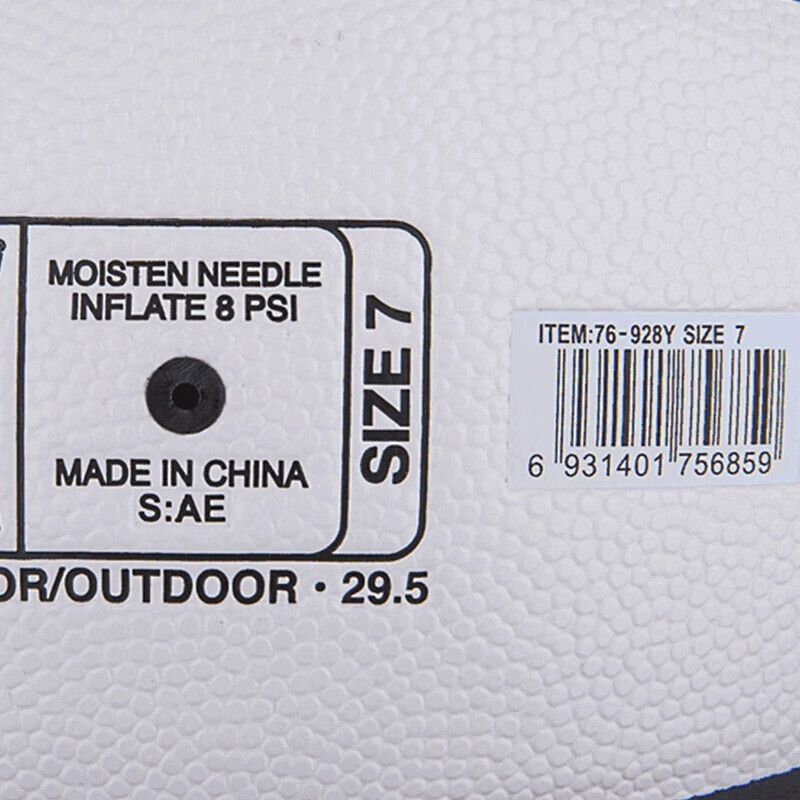 MOISTEN NEEDLE
INFLATE 8 PSI
MADE IN CHINA
S:AE
SIZE 7
OR/OUTDOOR · 29.5
ITEM:76-928Y SIZE 7
6 931401 756859